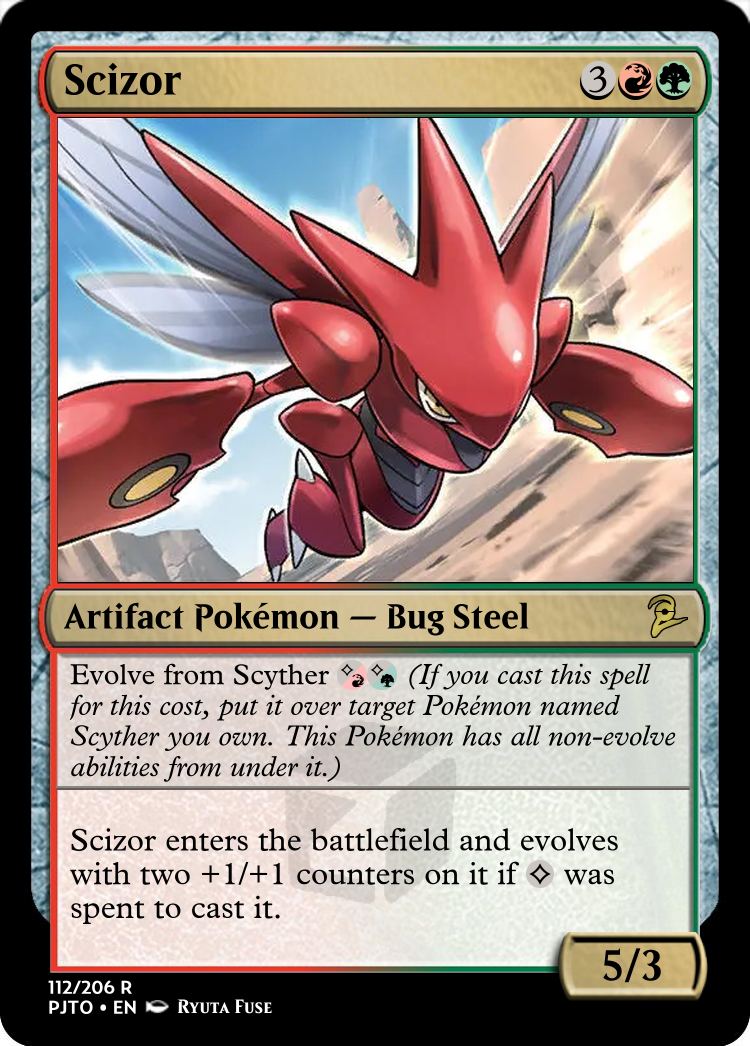 Scizor 3
Artifact Pokémon — Bug Steel
Evolve from Scyther (If you cast this spell
for this cost, put it over target Pokémon named
Scyther you own. This Pokémon has all non-evolve
abilities from under it.)
Scizor enters the battlefield and evolves
with two +1/+1 counters on it if was
spent to cast it.
5/3
112/206 R
PJTO • EN Ryuta Fuse